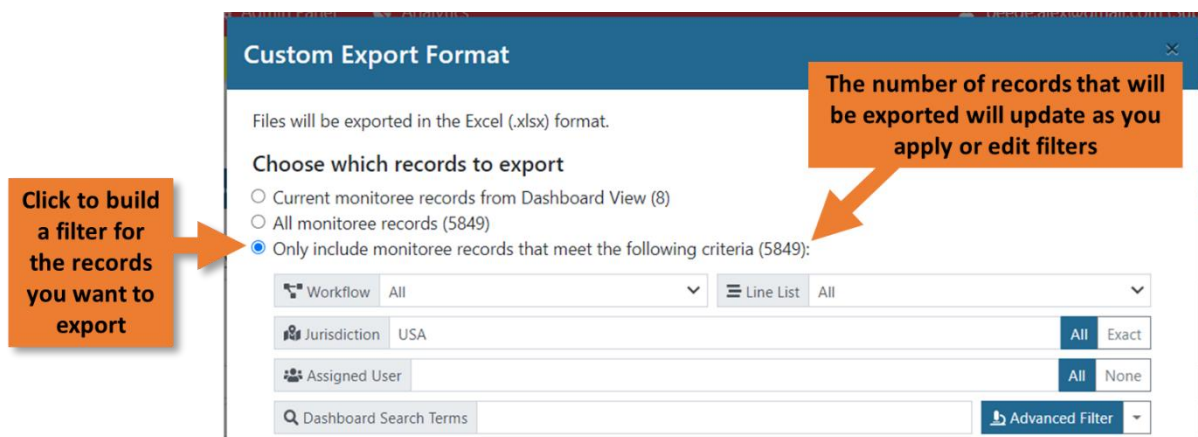 Admin Panel Analytics
Custom Export Format
×
The number of records that will
be exported will update as you
apply or edit filters
Files will be exported in the Excel (.xlsx) format.
Choose which records to export
Current monitoree records from Dashboard View (8)
All monitoree records (5849)
Only include monitoree records that meet the following criteria (5849):
Click to build
a filter for
the records
you want to
export
Workflow All
Line List All
Jurisdiction USA
All Exact
Assigned User
All None
Dashboard Search Terms
Advanced Filter